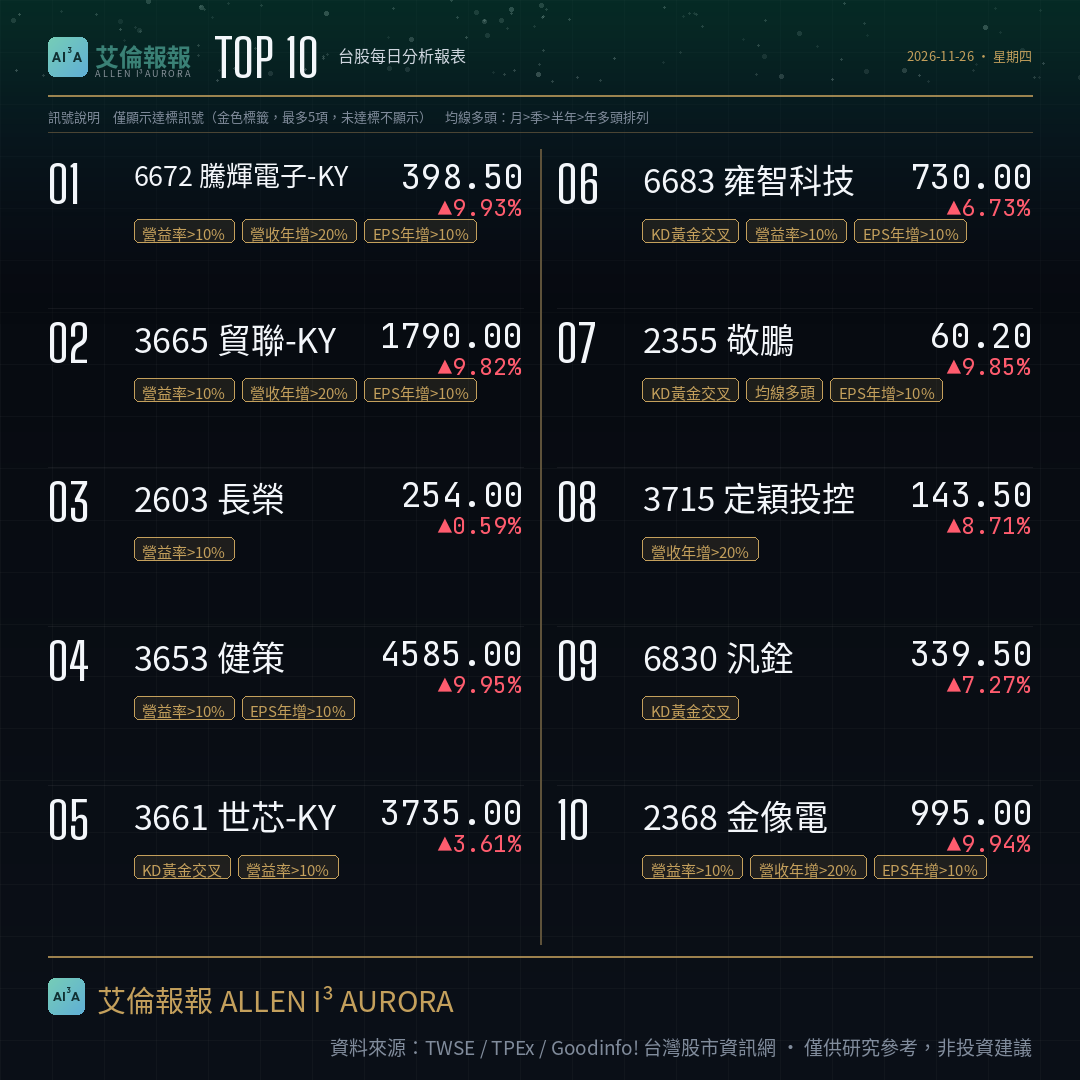 AI³A 艾倫報報 TOP 10 台股每日分析報表 2026-11-26 · 星期四
ALLEN I³ AURORA
訊號說明 僅顯示達標訊號（金色標籤，最多5項，未達標不顯示） 均線多頭：月>季>半年>年多頭排列
01 6672 騰輝電子-KY 398.50
▲9.93%
營益率>10% 營收年增>20% EPS年增>10%
02 3665 貿聯-KY 1790.00
▲9.82%
營益率>10% 營收年增>20% EPS年增>10%
03 2603 長榮 254.00
▲0.59%
營益率>10%
04 3653 健策 4585.00
▲9.95%
營益率>10% EPS年增>10%
05 3661 世芯-KY 3735.00
▲3.61%
KD黃金交叉 營益率>10%
06 6683 雍智科技 730.00
▲6.73%
KD黃金交叉 營益率>10% EPS年增>10%
07 2355 敬鵬 60.20
▲9.85%
KD黃金交叉 均線多頭 EPS年增>10%
08 3715 定穎投控 143.50
▲8.71%
營收年增>20%
09 6830 汎銓 339.50
▲7.27%
KD黃金交叉
10 2368 金像電 995.00
▲9.94%
營益率>10% 營收年增>20% EPS年增>10%
AI³A 艾倫報報 ALLEN I³ AURORA
資料來源：TWSE / TPEx / Goodinfo! 台灣股市資訊網 · 僅供研究參考，非投資建議